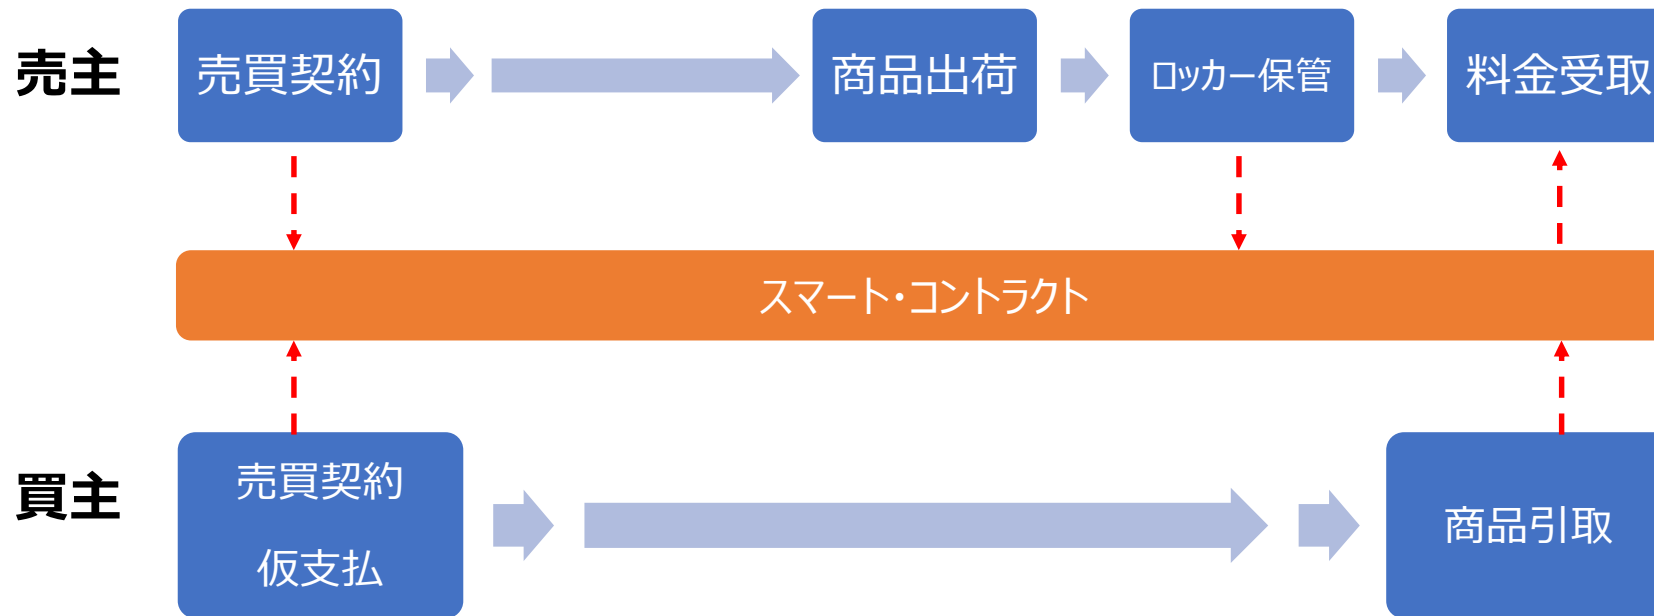 売主
売買契約
商品出荷
ロッカー保管
料金受取
スマート・コントラクト
買主
売買契約
仮支払
商品引取